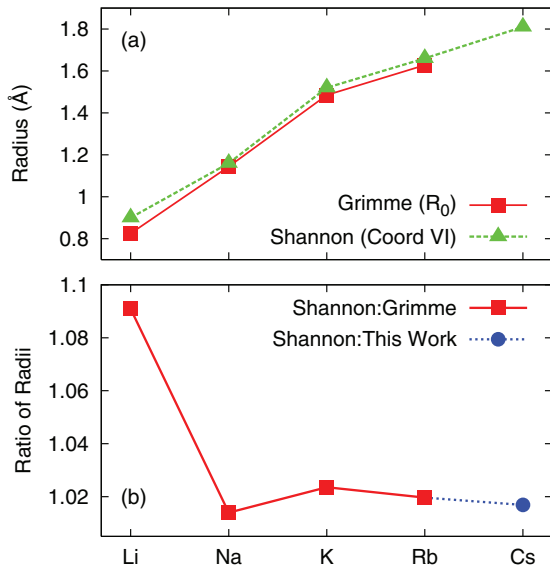 (a)
Radius (Å)
1.8
1.6
1.4
1.2
1
0.8
Grimme (R0)
Shannon (Coord VI)
(b)
Ratio of Radii
1.1
1.08
1.06
1.04
1.02
Shannon:Grimme
Shannon:This Work
Li Na K Rb Cs